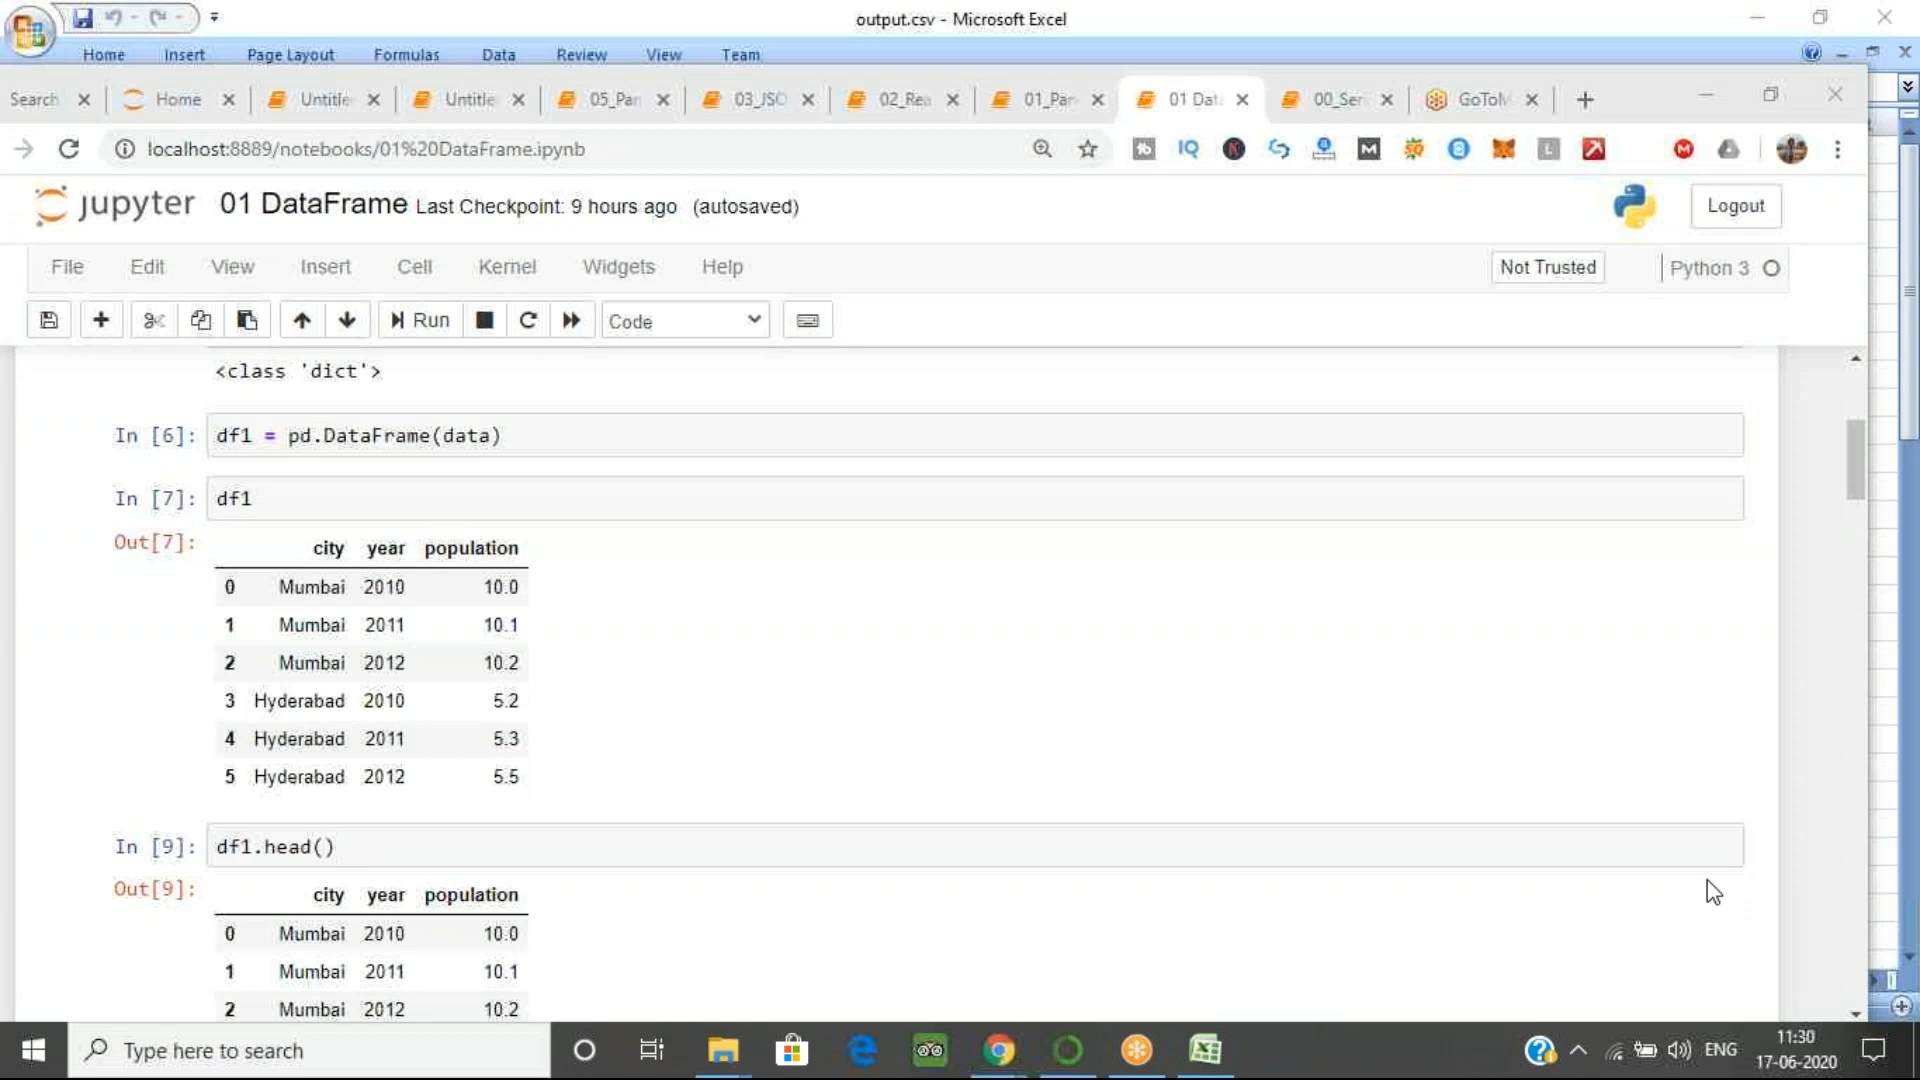 output.csv - Microsoft Excel
Home Insert Page Layout Formulas Data Review View Team
Search Home Untitle Untitle 05_Pan 03_JSO 02_Rea 01_Pan 01 Dat 00_Ser GoToM
localhost:8889/notebooks/01%20DataFrame.ipynb
jupyter 01 DataFrame Last Checkpoint: 9 hours ago (autosaved)
Logout
File Edit View Insert Cell Kernel Widgets Help
Not Trusted
Python 3
Run
Code
<class 'dict'>
In [6]: df1 = pd.DataFrame(data)
In [7]: df1
Out[7]:
city year population
0 Mumbai 2010 10.0
1 Mumbai 2011 10.1
2 Mumbai 2012 10.2
3 Hyderabad 2010 5.2
4 Hyderabad 2011 5.3
5 Hyderabad 2012 5.5
In [9]: df1.head()
Out[9]:
city year population
0 Mumbai 2010 10.0
1 Mumbai 2011 10.1
2 Mumbai 2012 10.2
Type here to search
ENG
11:30
17-06-2020